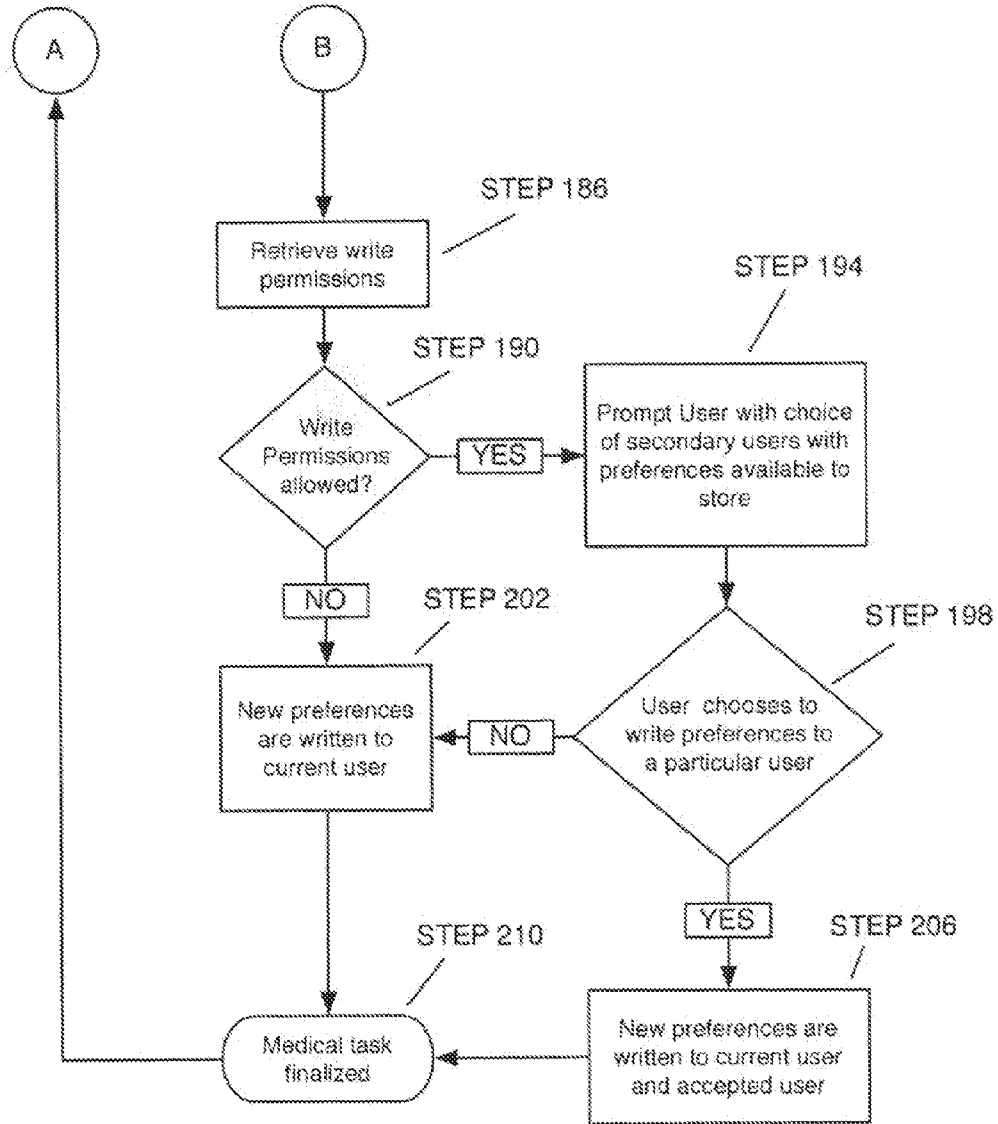 A
B
STEP 186
Retrieve write
permissions
STEP 194
STEP 190
Write
Permissions
allowed?
YES
Prompt User with choice
of secondary users with
preferences available to
store
NO
STEP 202
STEP 198
New preferences
are written to
current user
NO
User chooses to
write preferences to
a particular user
YES
STEP 206
STEP 210
Medical task
finalized
New preferences are
written to current user
and accepted user